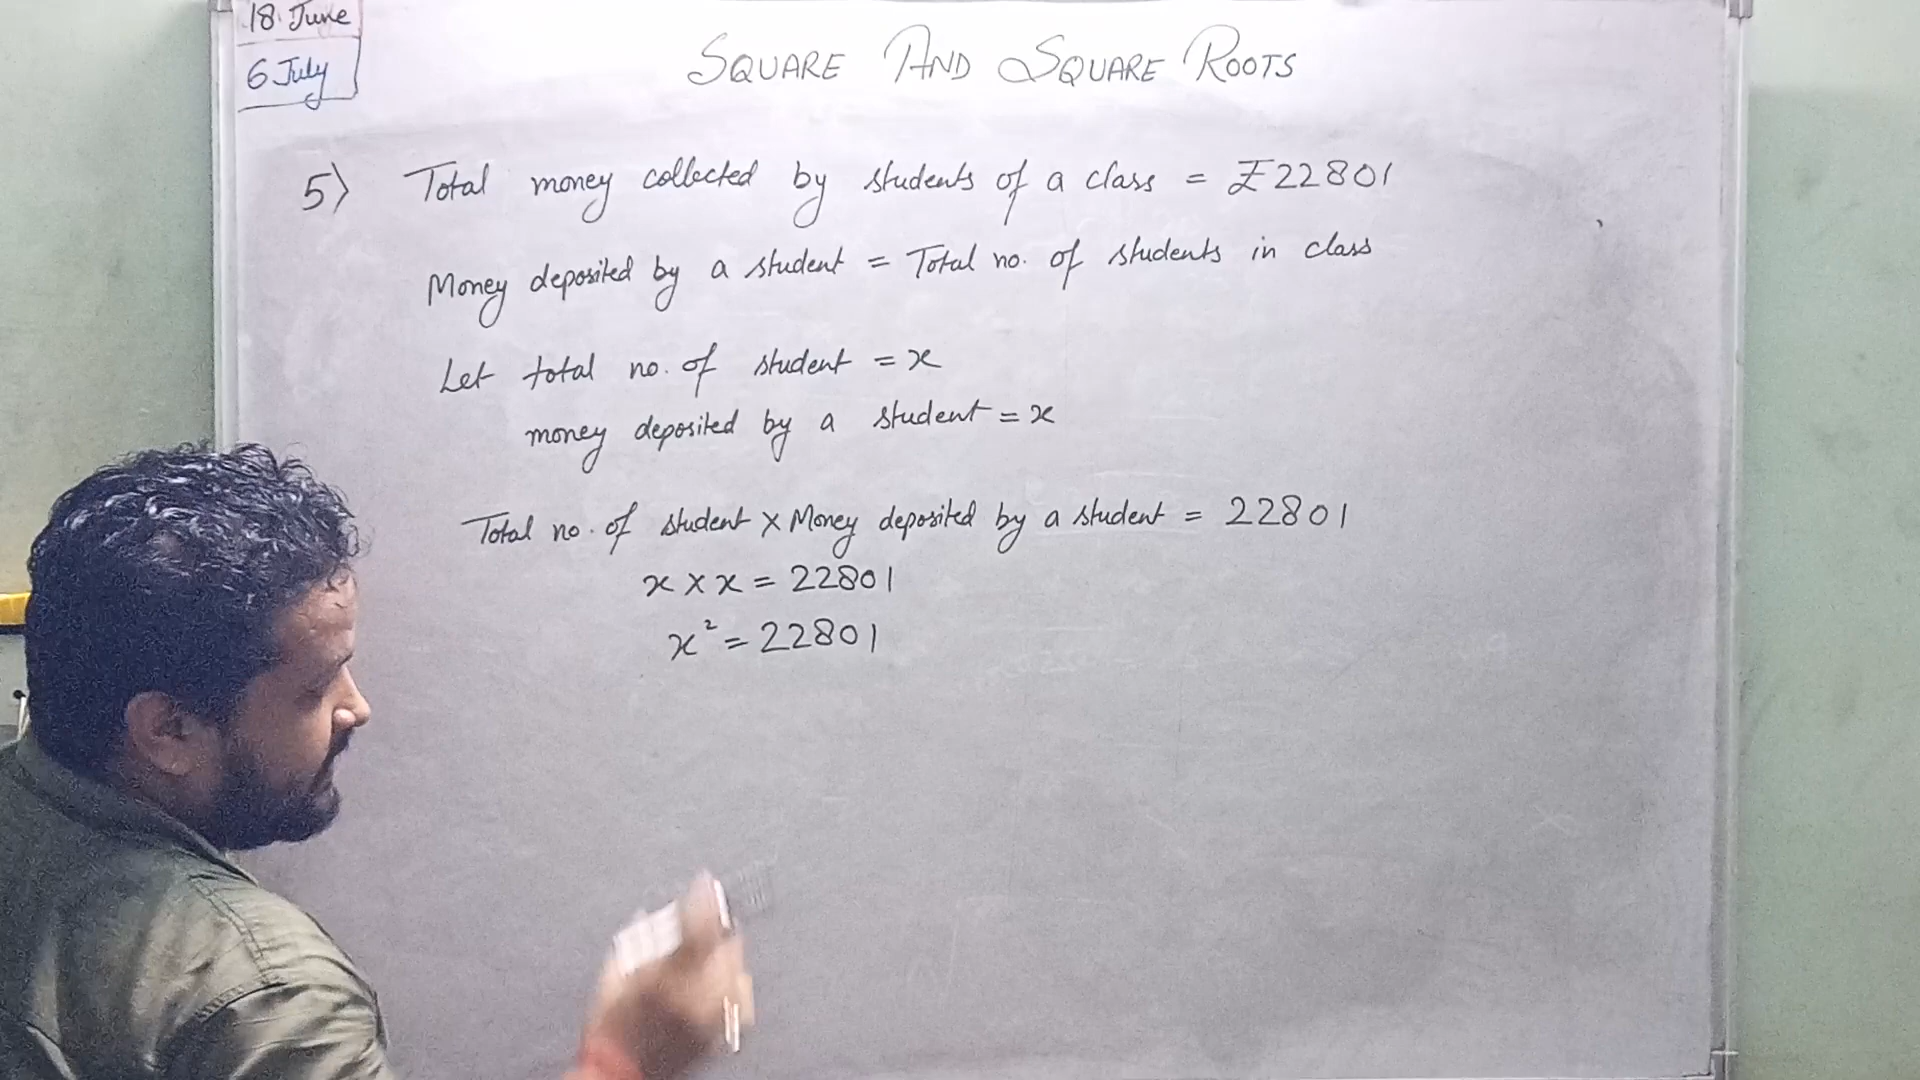 18 June
6 July
SQUARE AND SQUARE ROOTS
5) Total money collected by students of a class = ₹22801
Money deposited by a student = Total no. of students in class
Let total no. of student = x
money deposited by a student = x
Total no. of student × Money deposited by a student = 22801
x × x = 22801
x² = 22801